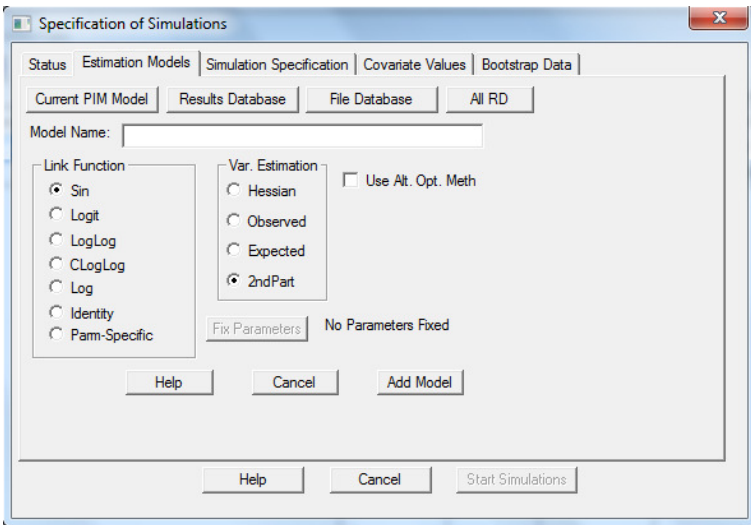 Specification of Simulations
x
Status Estimation Models Simulation Specification Covariate Values Bootstrap Data
Current PIM Model Results Database File Database All RD
Model Name:
Link Function Var. Estimation
Sin Hessian Use Alt. Opt. Meth
Logit Observed
LogLog Expected
CLogLog 2ndPart
Log
Identity
Parm-Specific
Fix Parameters No Parameters Fixed
Help Cancel Add Model
Help Cancel Start Simulations